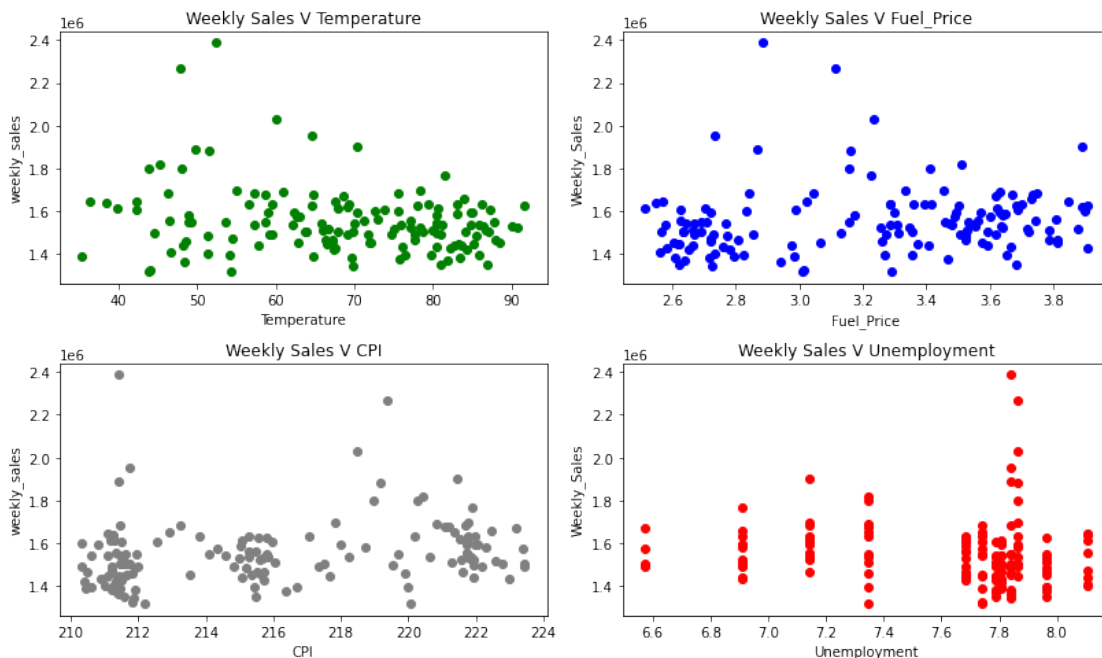 Weekly Sales V Temperature
1e6
2.4
2.2
2.0
1.8
1.6
1.4
weekly_sales
40 50 60 70 80 90
Temperature
Weekly Sales V Fuel_Price
1e6
2.4
2.2
2.0
1.8
1.6
1.4
Weekly_Sales
2.6 2.8 3.0 3.2 3.4 3.6 3.8
Fuel_Price
Weekly Sales V CPI
1e6
2.4
2.2
2.0
1.8
1.6
1.4
weekly_sales
210 212 214 216 218 220 222 224
CPI
Weekly Sales V Unemployment
1e6
2.4
2.2
2.0
1.8
1.6
1.4
Weekly_Sales
6.6 6.8 7.0 7.2 7.4 7.6 7.8 8.0
Unemployment